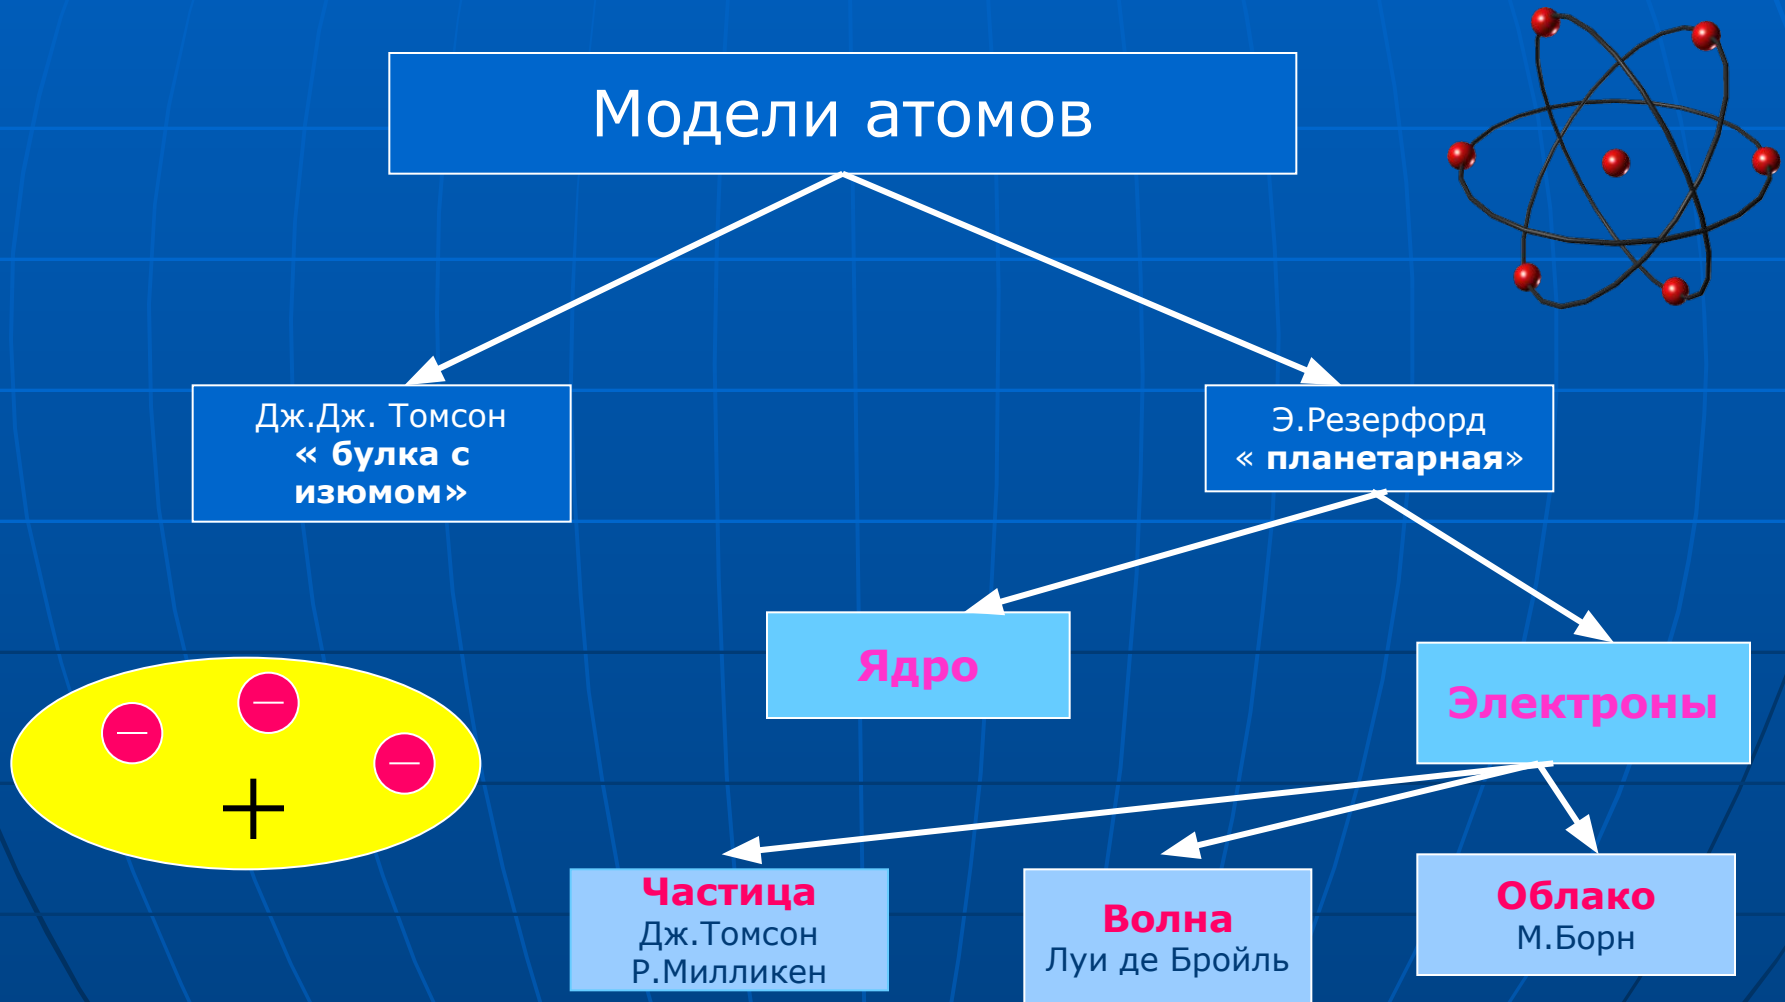 Модели атомов
Дж.Дж. Томсон
« булка с
изюмом»
Э.Резерфорд
« планетарная»
Ядро
Электроны
Частица
Дж.Томсон
Р.Милликен
Волна
Луи де Бройль
Облако
М.Борн